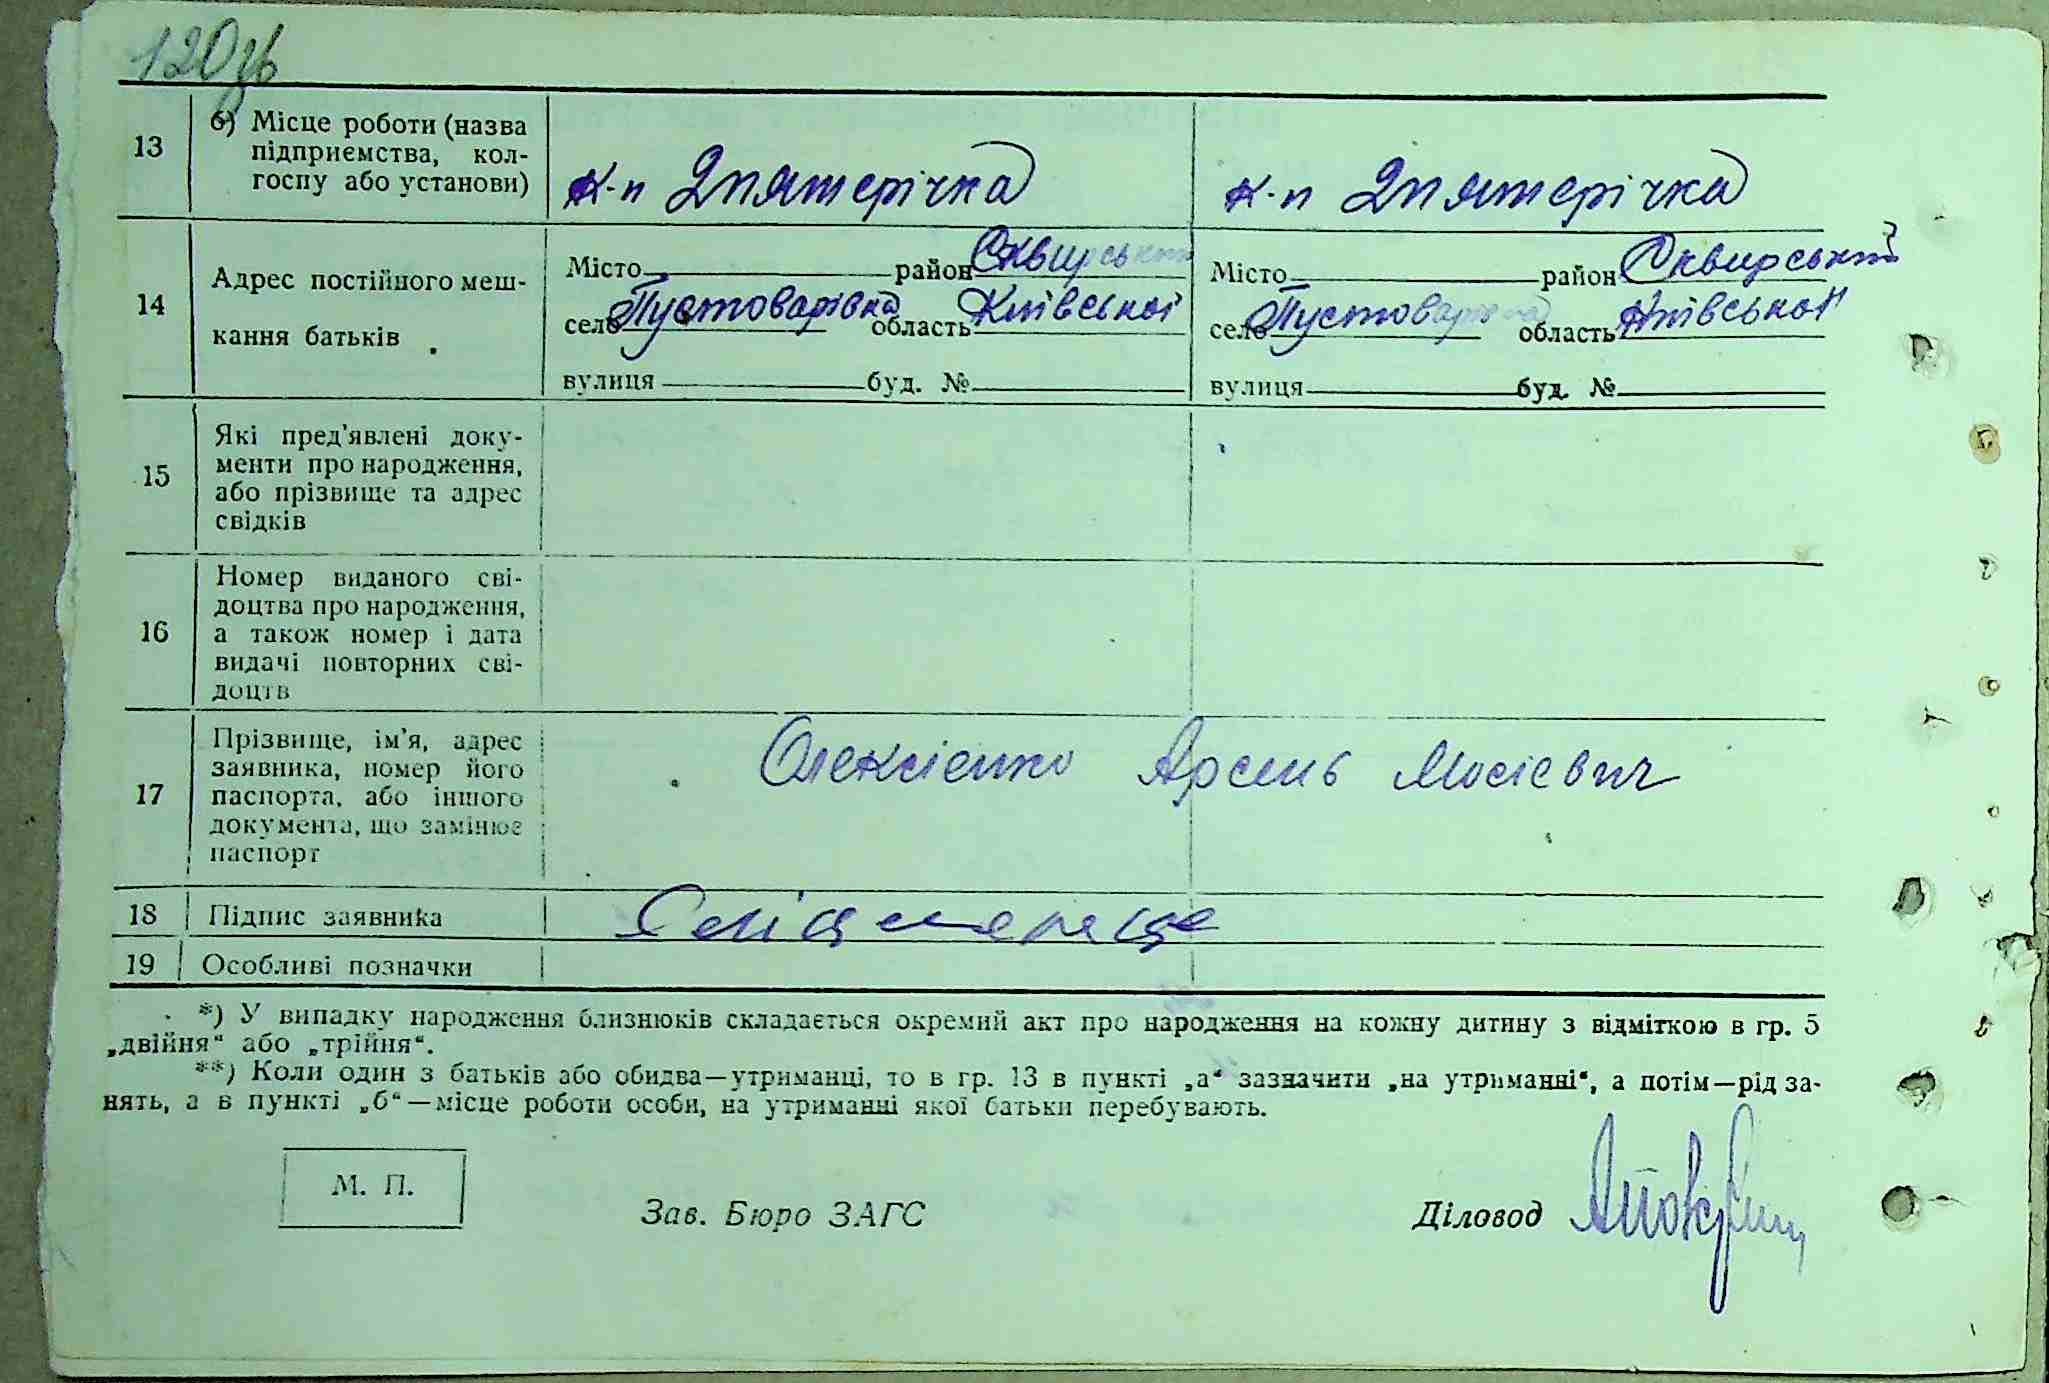 120зв
13 б) Місце роботи (назва
підприємства, кол-
госпу або установи)
к-п 2 пятерічка к-п 2 пятерічка
14 Адрес постійного меш-
кання батьків
Місто район Сквирський Місто район Сквирський
село Пустоварівка область Київської село Пустоварівка область Київської
вулиця буд. № вулиця буд. №
15 Які пред'явлені доку-
менти про народження,
або прізвище та адрес
свідків
16 Номер виданого сві-
доцтва про народження,
а також номер і дата
видачі повторних сві-
доцтв
17 Прізвище, ім'я, адрес
заявника, номер його
паспорта, або іншого
документа, що замінює
паспорт
Олексієнко Арсень Мосієвич
18 Підпис заявника
19 Особливі позначки
*) У випадку народження близнюків складається окремий акт про народження на кожну дитину з відміткою в гр. 5
„двійня“ або „трійня“.
**) Коли один з батьків або обидва—утриманці, то в гр. 13 в пункті „а“ зазначити „на утриманні“, а потім—рід за-
нять, а в пункті „б“—місце роботи особи, на утриманні якої батьки перебувають.
М. П.
Зав. Бюро ЗАГС Діловод